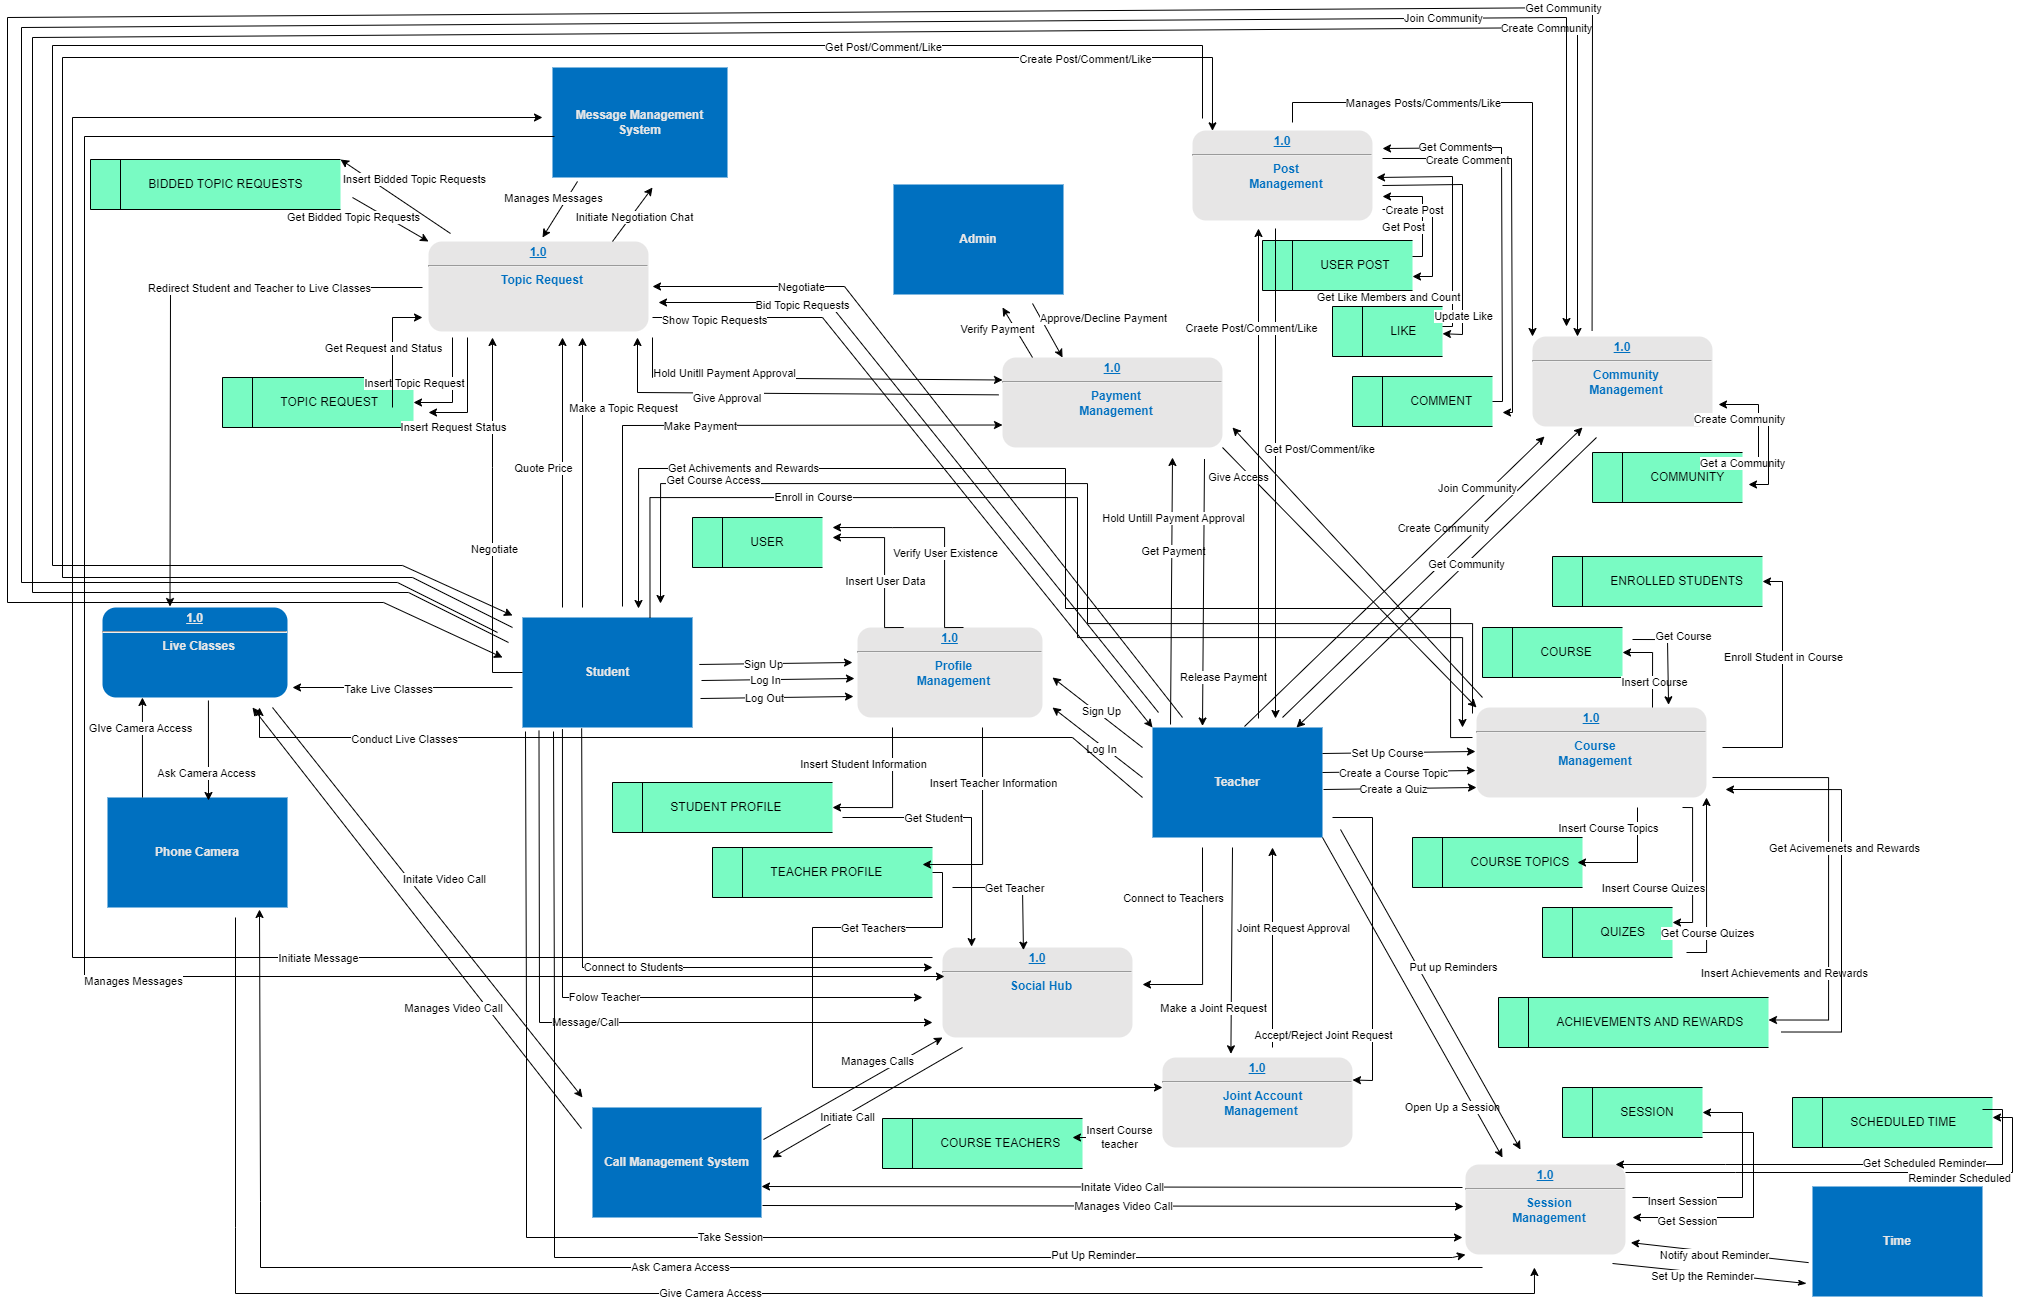 Get Community
Join Community
Create Community
Get Post/Comment/Like
Create Post/Comment/Like
Message Management
System
Manages Posts/Comments/Like
1.0
Post
Management
Get Comments
Create Comment
Create Post
Get Post
BIDDED TOPIC REQUESTS
Insert Bidded Topic Requests
Get Bidded Topic Requests
Manages Messages
Initiate Negotiation Chat
Admin
1.0
Topic Request
USER POST
Redirect Student and Teacher to Live Classes
Negotiate
Bid Topic Requests
Show Topic Requests
Verify Payment
Approve/Decline Payment
Craete Post/Comment/Like
Get Like Members and Count
Update Like
LIKE
Get Request and Status
Insert Topic Request
TOPIC REQUEST
Insert Request Status
Make a Topic Request
Hold Unitll Payment Approval
Give Approval
Make Payment
1.0
Payment
Management
COMMENT
1.0
Community
Management
Create Community
Get a Community
COMMUNITY
Quote Price
Get Achivements and Rewards
Get Course Access
Enroll in Course
Get Post/Comment/ike
Give Access
Join Community
Create Community
Get Community
Hold Untill Payment Approval
Get Payment
Negotiate
USER
Verify User Existence
Insert User Data
ENROLLED STUDENTS
1.0
Live Classes
Student
Sign Up
Log In
Log Out
1.0
Profile
Management
COURSE
Get Course
Insert Course
Enroll Student in Course
Release Payment
Take Live Classes
GIve Camera Access
Conduct Live Classes
Ask Camera Access
Sign Up
Log In
Teacher
Set Up Course
Create a Course Topic
Create a Quiz
1.0
Course
Management
Insert Student Information
Insert Teacher Information
STUDENT PROFILE
Get Student
Phone Camera
TEACHER PROFILE
Get Teacher
Initate Video Call
Insert Course Topics
COURSE TOPICS
Get Acivemenets and Rewards
Insert Course Quizes
QUIZES
Get Course Quizes
Connect to Teachers
Get Teachers
Joint Request Approval
Initiate Message
Manages Messages
Connect to Students
Folow Teacher
Message/Call
1.0
Social Hub
Put up Reminders
Insert Achievements and Rewards
Manages Video Call
Make a Joint Request
Accept/Reject Joint Request
ACHIEVEMENTS AND REWARDS
Manages Calls
Initiate Call
1.0
Joint Account
Management
Open Up a Session
SESSION
SCHEDULED TIME
Call Management System
COURSE TEACHERS
Insert Course
teacher
Get Scheduled Reminder
Reminder Scheduled
1.0
Session
Management
Initate Video Call
Manages Video Call
Insert Session
Get Session
Take Session
Put Up Reminder
Ask Camera Access
Give Camera Access
Notify about Reminder
Set Up the Reminder
Time